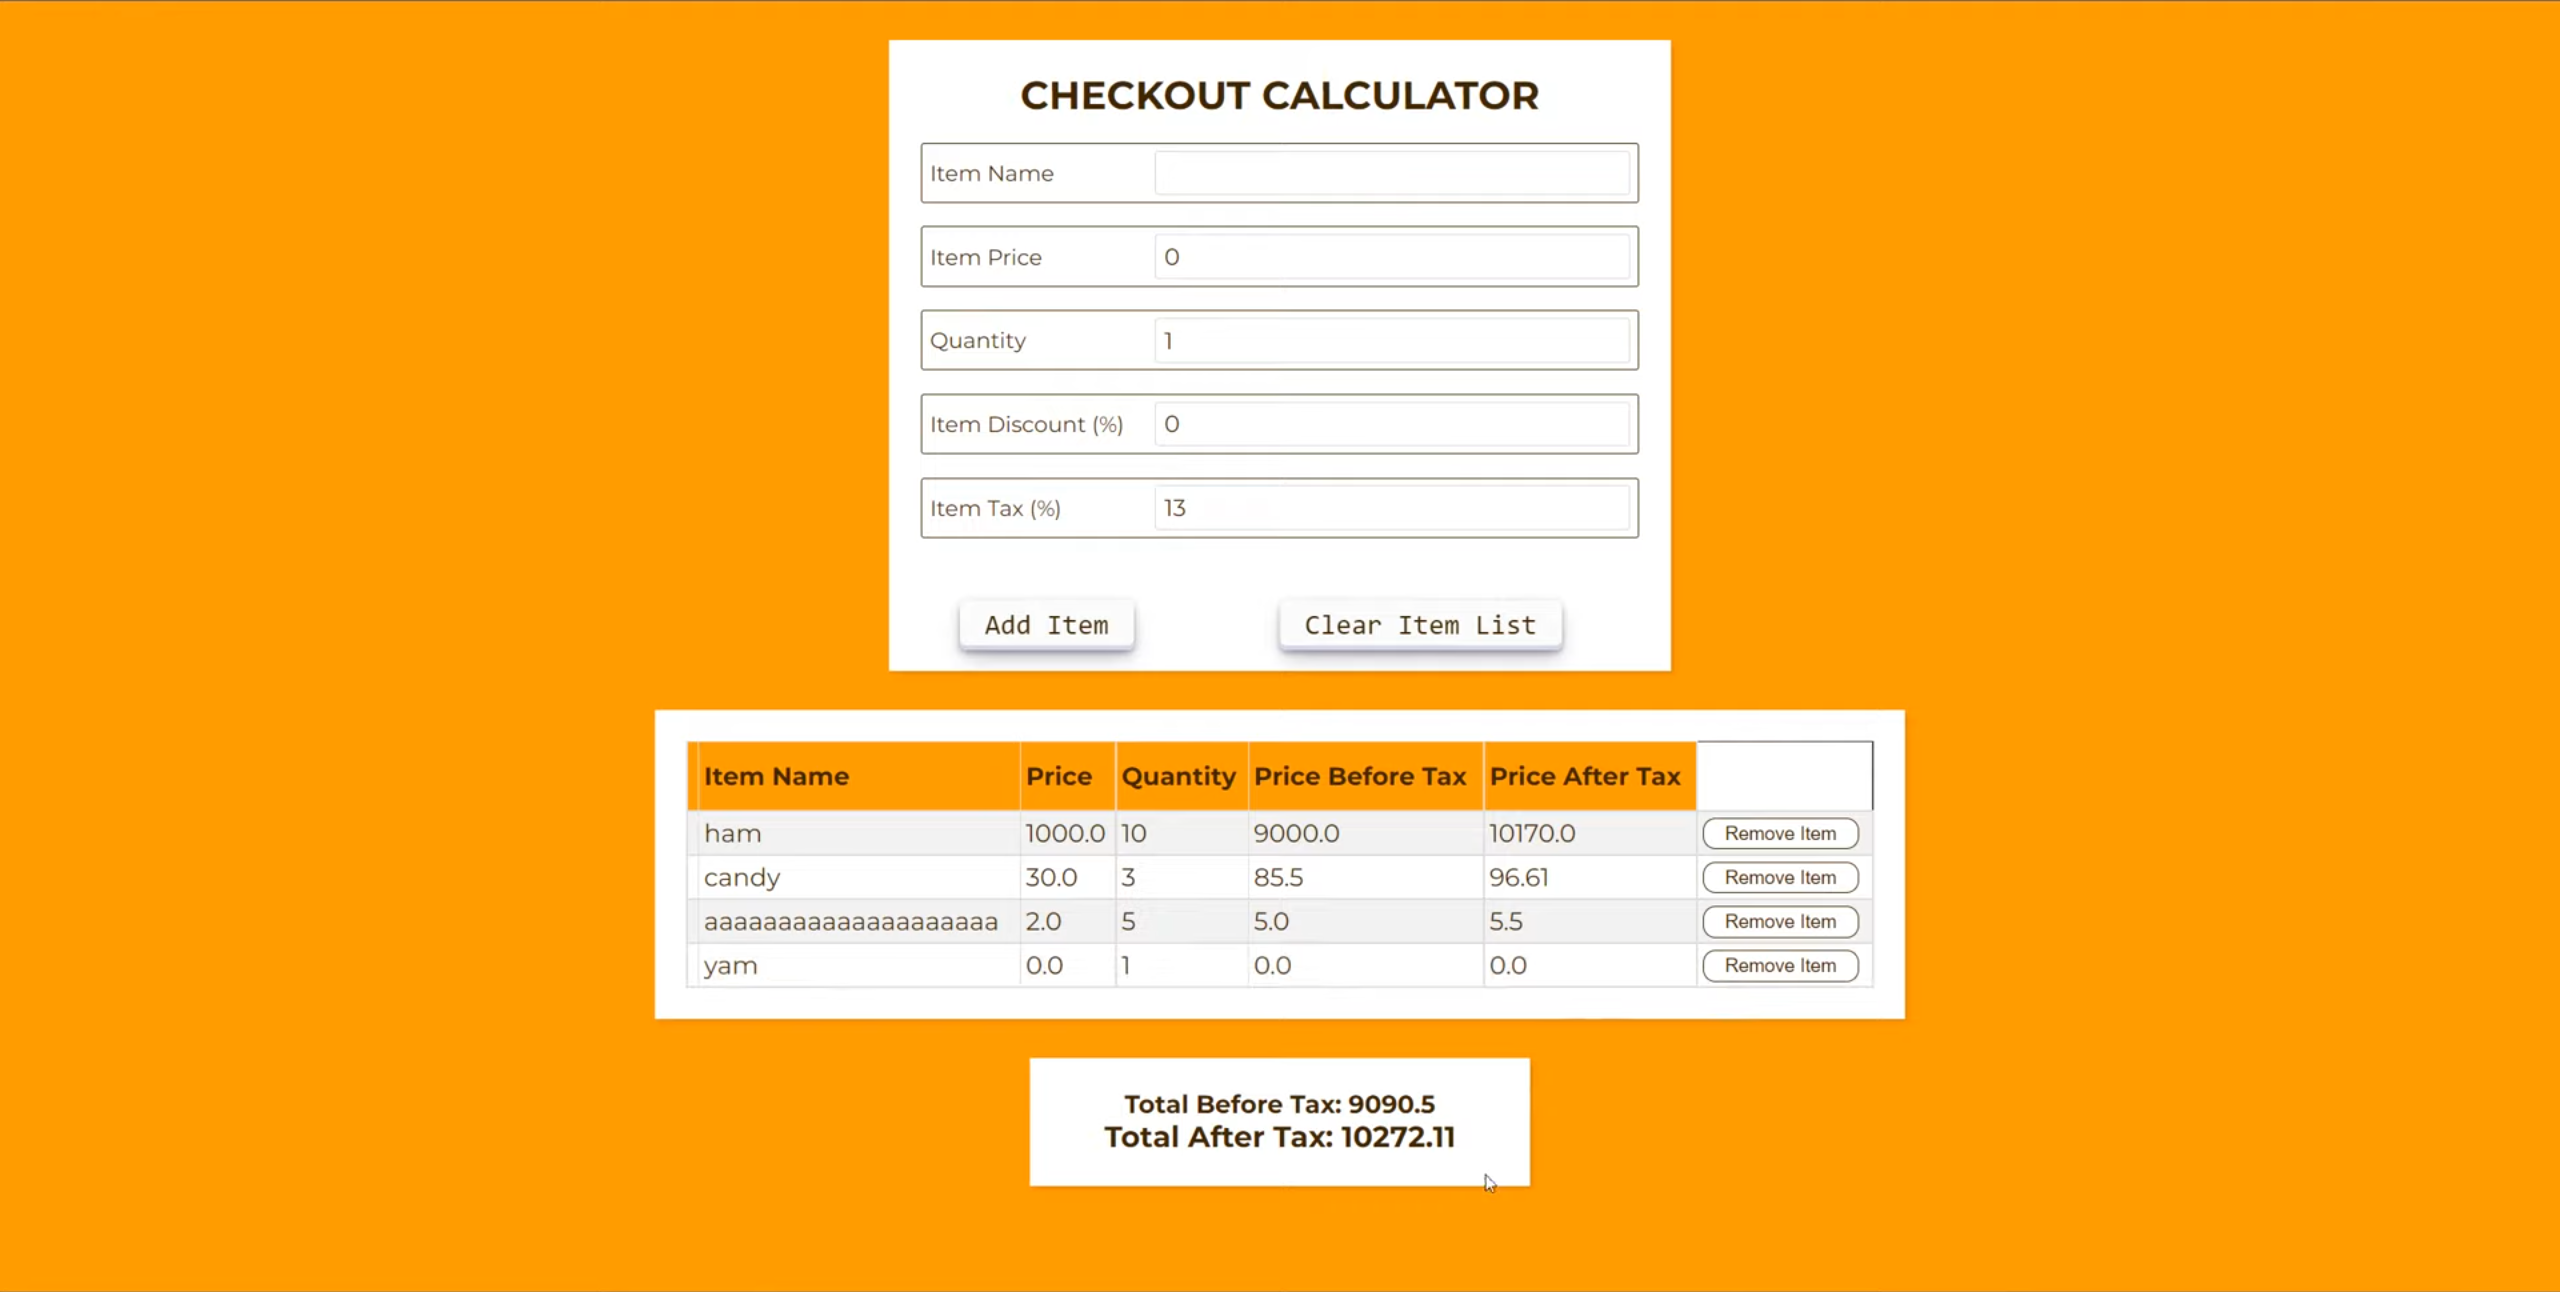 CHECKOUT CALCULATOR
Item Name
Item Price 0
Quantity 1
Item Discount (%) 0
Item Tax (%) 13
Add Item Clear Item List
Item Name Price Quantity Price Before Tax Price After Tax
ham 1000.0 10 9000.0 10170.0 Remove Item
candy 30.0 3 85.5 96.61 Remove Item
aaaaaaaaaaaaaaaaaaaa 2.0 5 5.0 5.5 Remove Item
yam 0.0 1 0.0 0.0 Remove Item
Total Before Tax: 9090.5
Total After Tax: 10272.11